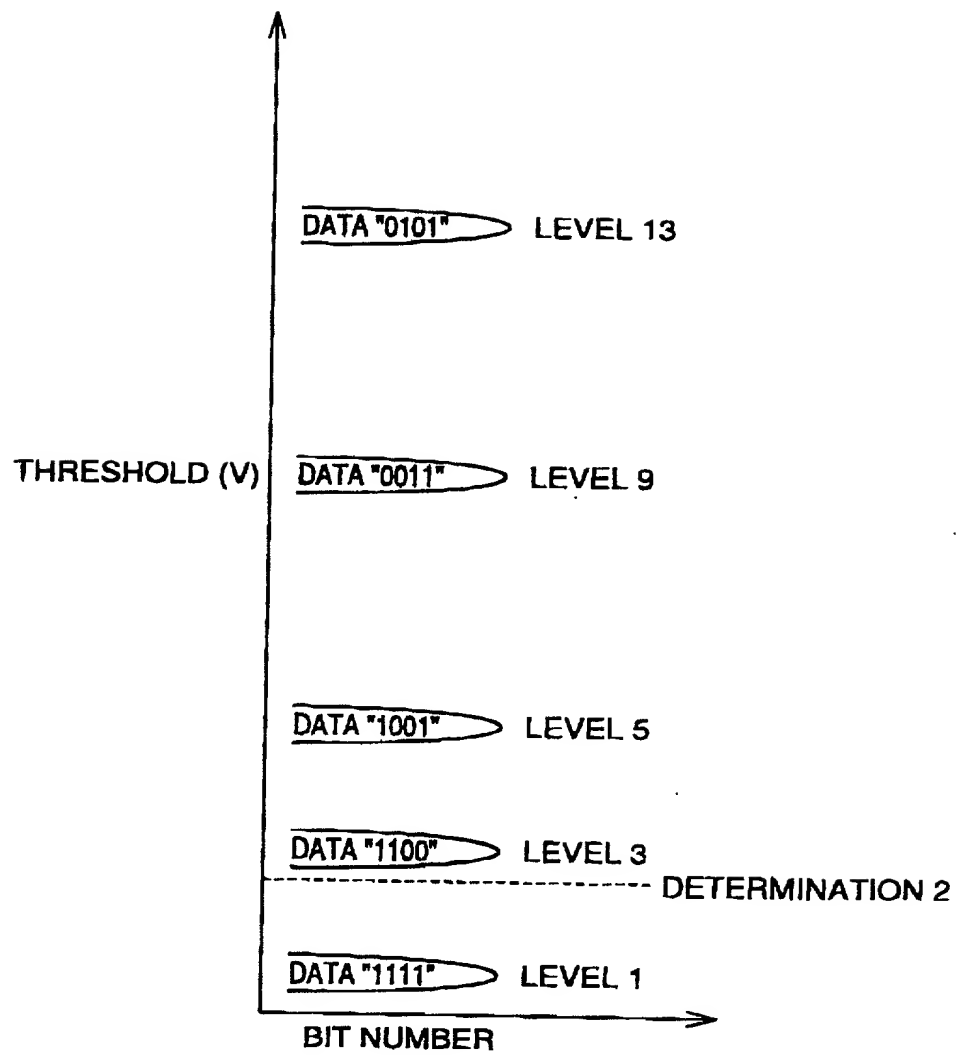 DATA "0101" LEVEL 13
THRESHOLD (V) DATA "0011" LEVEL 9
DATA "1001" LEVEL 5
DATA "1100" LEVEL 3
DETERMINATION 2
DATA "1111" LEVEL 1
BIT NUMBER